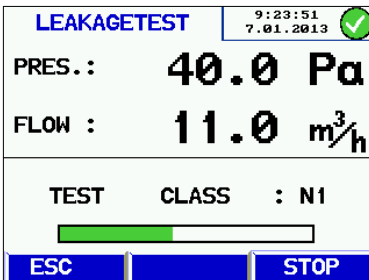 LEAKAGETEST
9:23:51
7.01.2013
PRES.: 40.0 Pa
FLOW : 11.0 m³/h
TEST CLASS : N1
ESC STOP